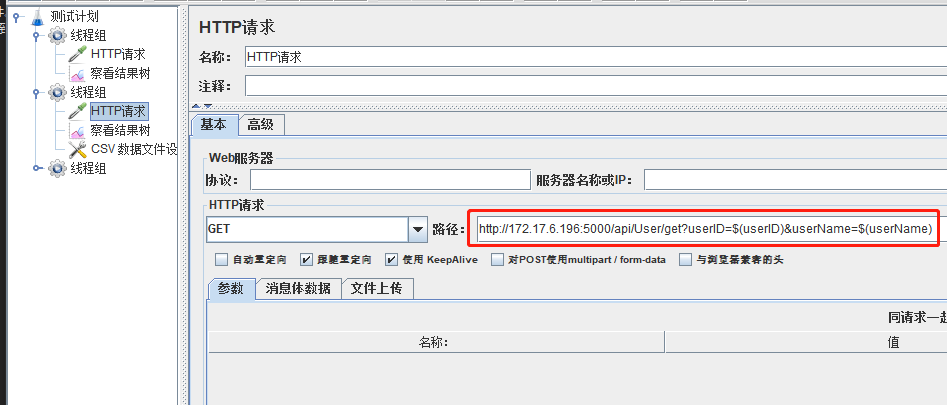 测试计划
线程组
HTTP请求
察看结果树
线程组
HTTP请求
察看结果树
CSV 数据文件设
线程组
HTTP请求
名称： HTTP请求
注释：
基本 高级
Web服务器
协议： 服务器名称或IP：
HTTP请求
GET 路径： http://172.17.6.196:5000/api/User/get?userID=$(userID)&userName=$(userName)
自动重定向 跟随重定向 使用 KeepAlive 对POST使用multipart / form-data 与浏览器兼容的头
参数 消息体数据 文件上传
同请求一起
名称： 值